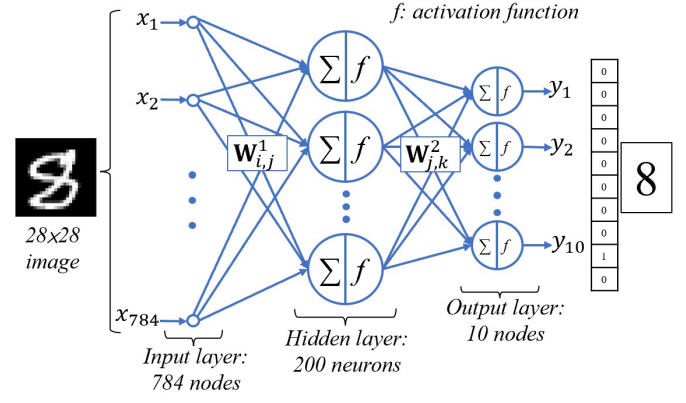 f: activation function
x₁
x₂
x₇₈₄
28x28
image
W¹ᵢ,ⱼ
W²ⱼ,ₖ
∑ f
∑ f
∑ f
∑ f
∑ f
∑ f
y₁
y₂
y₁₀
0
0
0
0
0
0
0
0
1
0
8
Input layer:
784 nodes
Hidden layer:
200 neurons
Output layer:
10 nodes